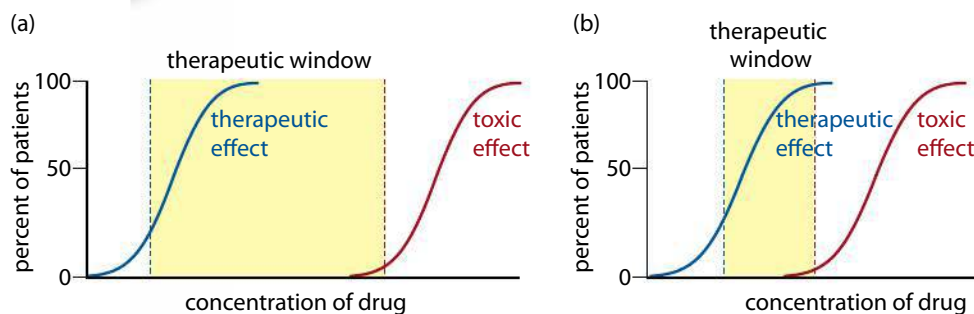 (a)
therapeutic window
percent of patients
100
50
0
therapeutic
effect
toxic
effect
concentration of drug
(b)
therapeutic
window
percent of patients
100
50
0
therapeutic
effect
toxic
effect
concentration of drug